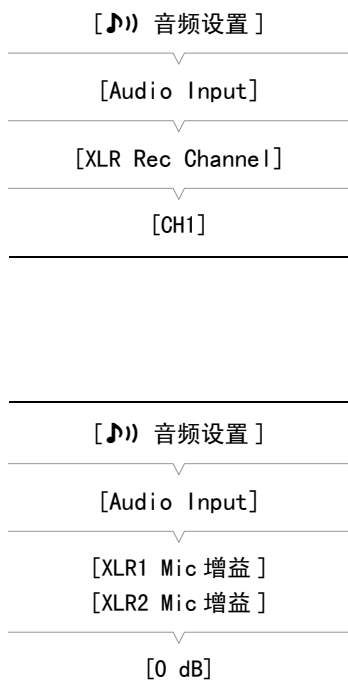 [♪)) 音频设置 ]
[Audio Input]
[XLR Rec Channel]
[CH1]
[♪)) 音频设置 ]
[Audio Input]
[XLR1 Mic 增益 ]
[XLR2 Mic 增益 ]
[0 dB]